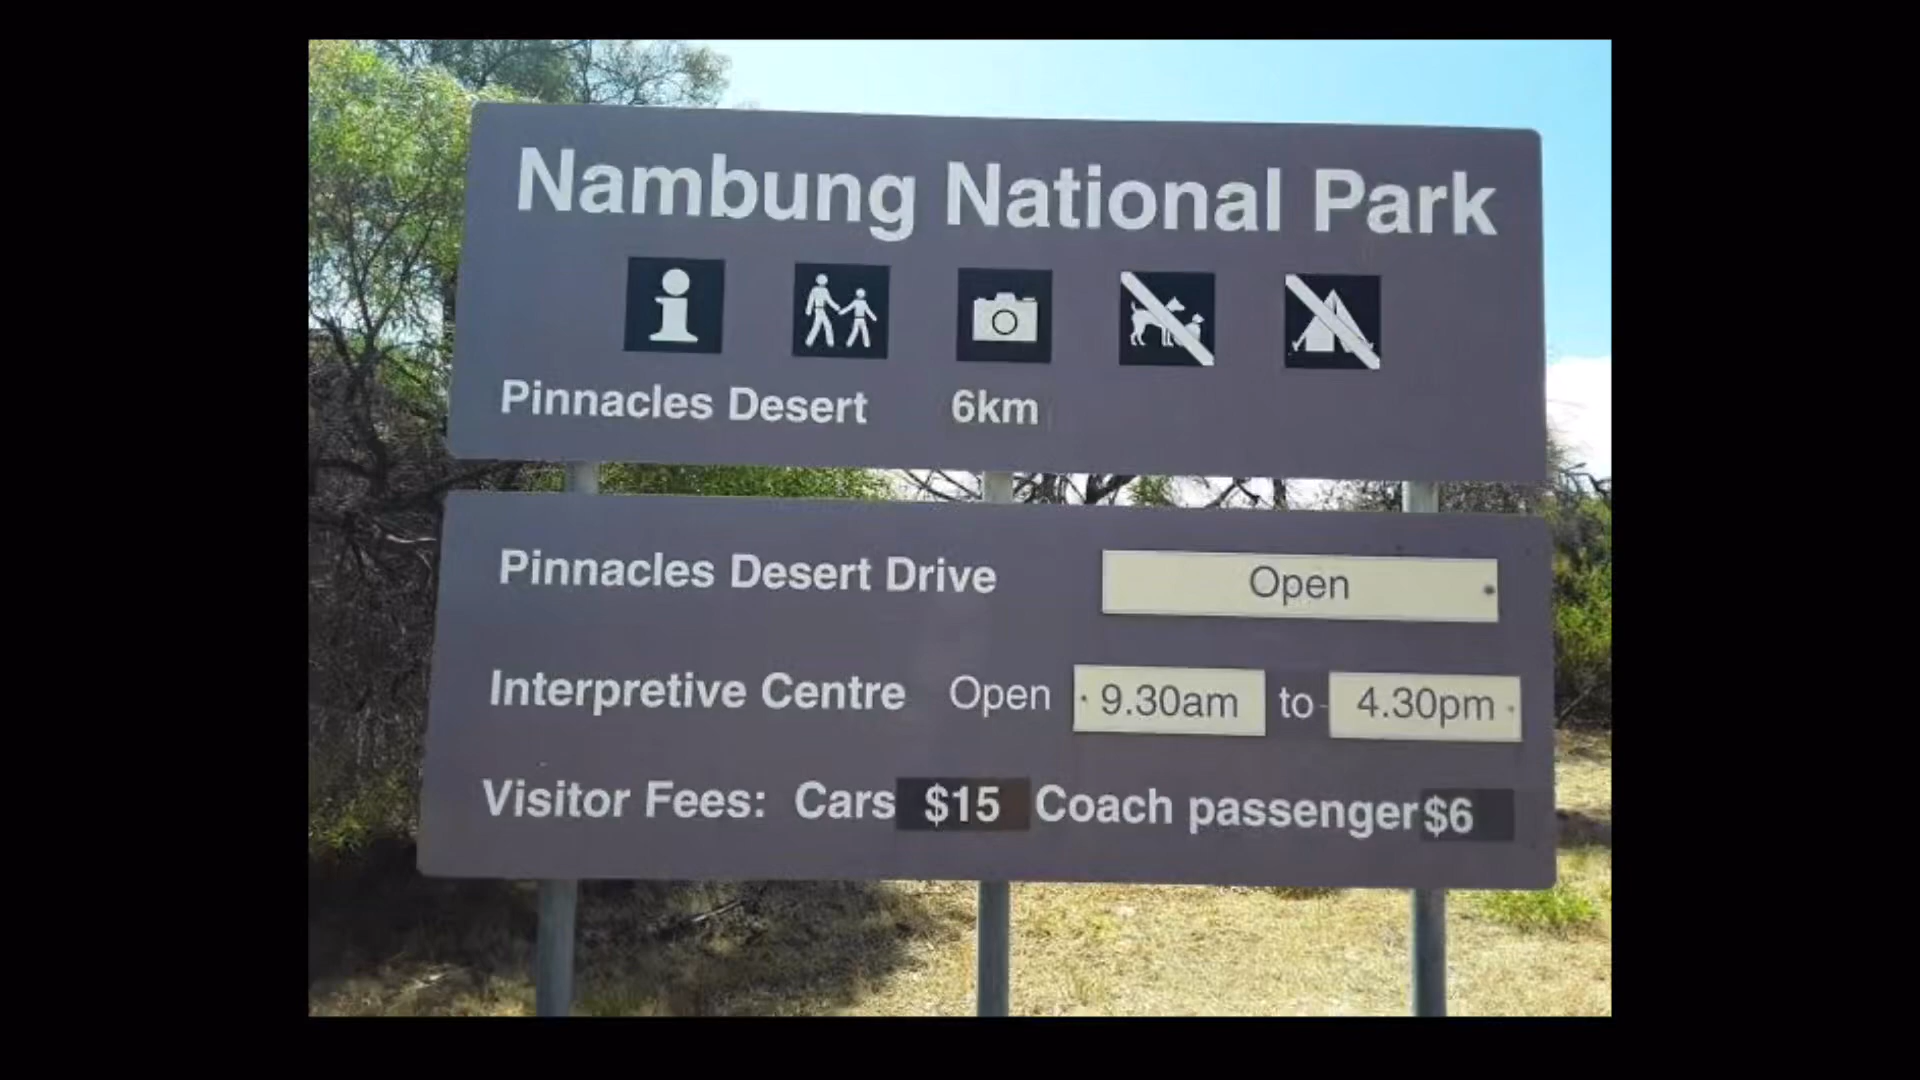 Nambung National Park
Pinnacles Desert 6km
Pinnacles Desert Drive Open
Interpretive Centre Open 9.30am to 4.30pm
Visitor Fees: Cars $15 Coach passenger $6